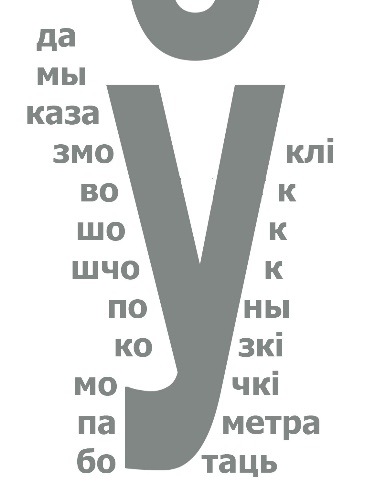 ў
да
мы
каза
змо клі
во к
шо к
шчо к
по ны
ко зкі
мо чкі
па метра
бо таць